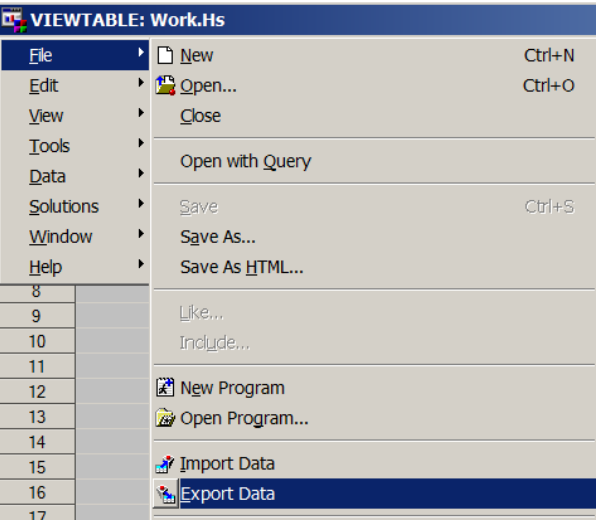 VIEWTABLE: Work.Hs
File
Edit
View
Tools
Data
Solutions
Window
Help
8
9
10
11
12
13
14
15
16
17
New Ctrl+N
Open... Ctrl+O
Close
Open with Query
Save Ctrl+S
Save As...
Save As HTML...
Like...
Include...
New Program
Open Program...
Import Data
Export Data